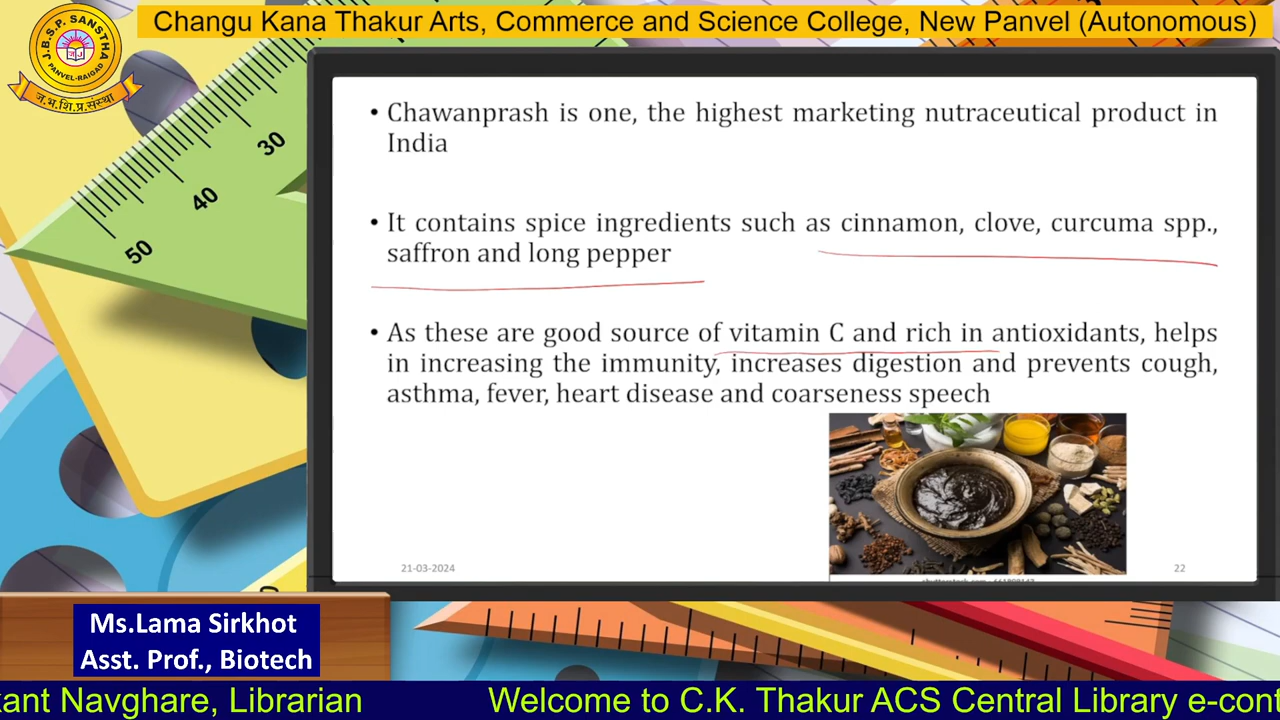 Changu Kana Thakur Arts, Commerce and Science College, New Panvel (Autonomous)
J.B.S.P. SANSTHA
PANVEL-RAIGAD
ज.भ.शि.प्र.संस्था
30
40
50
• Chawanprash is one, the highest marketing nutraceutical product in
India
• It contains spice ingredients such as cinnamon, clove, curcuma spp.,
saffron and long pepper
• As these are good source of vitamin C and rich in antioxidants, helps
in increasing the immunity, increases digestion and prevents cough,
asthma, fever, heart disease and coarseness speech
21-03-2024
22
Ms.Lama Sirkhot
Asst. Prof., Biotech
kant Navghare, Librarian
Welcome to C.K. Thakur ACS Central Library e-cont